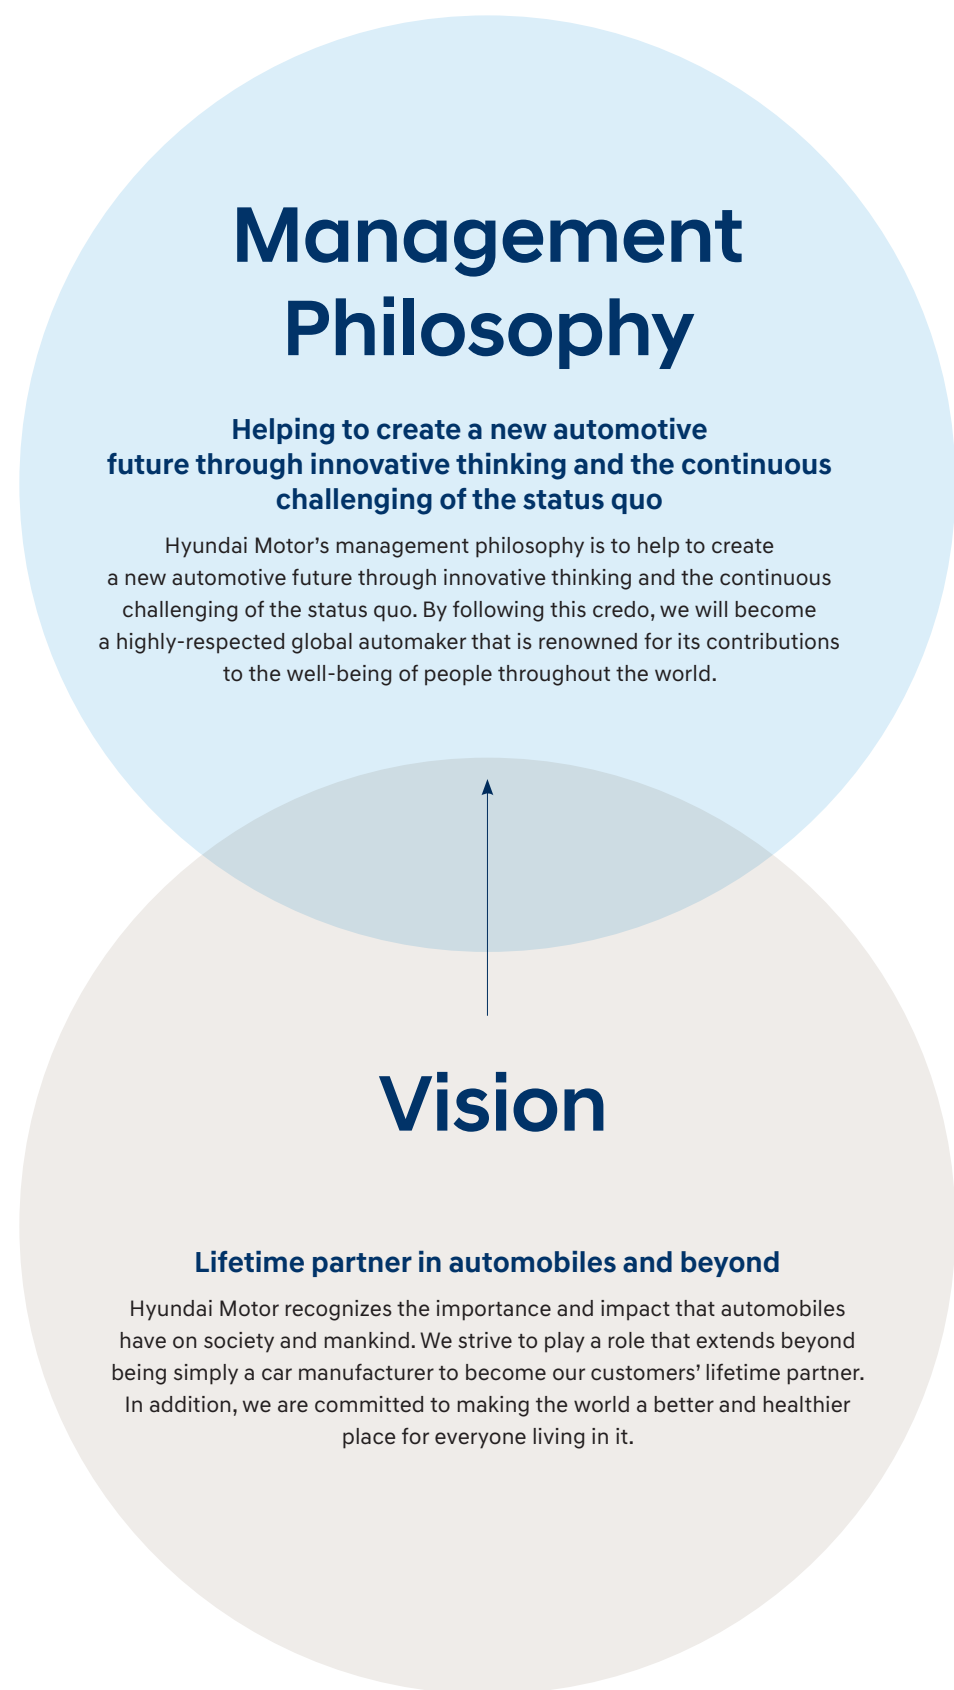 Management
Philosophy
Helping to create a new automotive
future through innovative thinking and the continuous
challenging of the status quo
Hyundai Motor’s management philosophy is to help to create
a new automotive future through innovative thinking and the continuous
challenging of the status quo. By following this credo, we will become
a highly-respected global automaker that is renowned for its contributions
to the well-being of people throughout the world.
Vision
Lifetime partner in automobiles and beyond
Hyundai Motor recognizes the importance and impact that automobiles
have on society and mankind. We strive to play a role that extends beyond
being simply a car manufacturer to become our customers’ lifetime partner.
In addition, we are committed to making the world a better and healthier
place for everyone living in it.